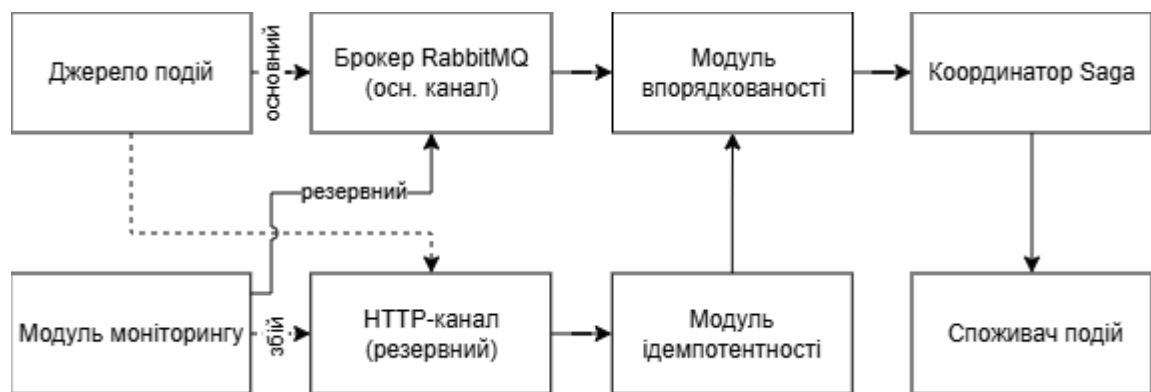 Джерело подій
основний
Брокер RabbitMQ
(осн. канал)
Модуль
впорядкованості
Координатор Saga
резервний
Модуль моніторингу
збій
HTTP-канал
(резервний)
Модуль
ідемпотентності
Споживач подій